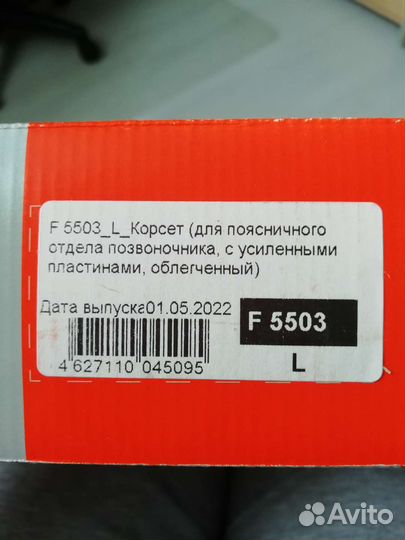 F 5503_L_Корсет (для поясничного
отдела позвоночника, с усиленными
пластинами, облегченный)
Дата выпуска01.05.2022
F 5503
4 627110 045095
L
Avito